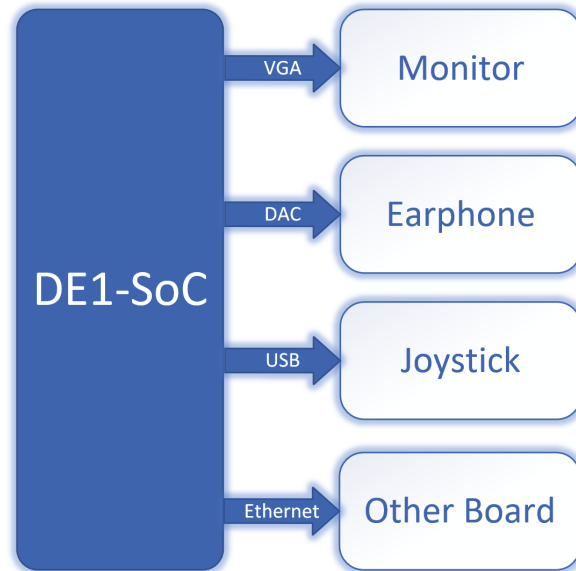 DE1-SoC
VGA
Monitor
DAC
Earphone
USB
Joystick
Ethernet
Other Board